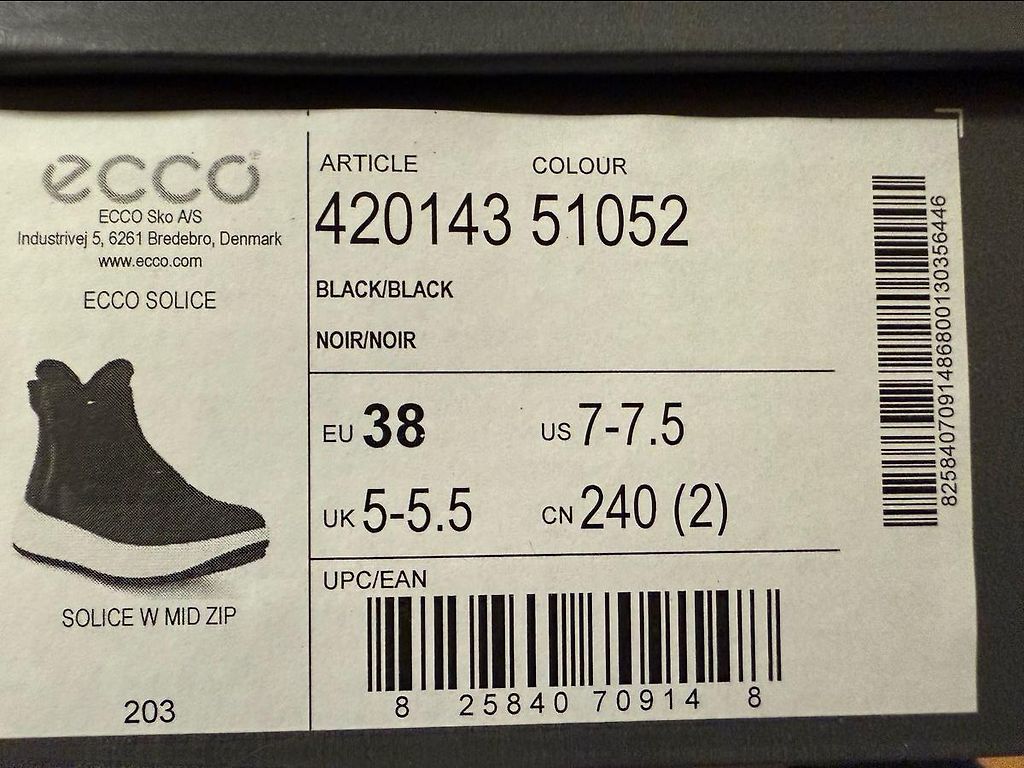 ecco
ECCO Sko A/S
Industrivej 5, 6261 Bredebro, Denmark
www.ecco.com
ECCO SOLICE
SOLICE W MID ZIP
203
ARTICLE COLOUR
420143 51052
BLACK/BLACK
NOIR/NOIR
EU 38 US 7-7.5
UK 5-5.5 CN 240 (2)
UPC/EAN
8 25840 70914 8
825840709148680013035​6446